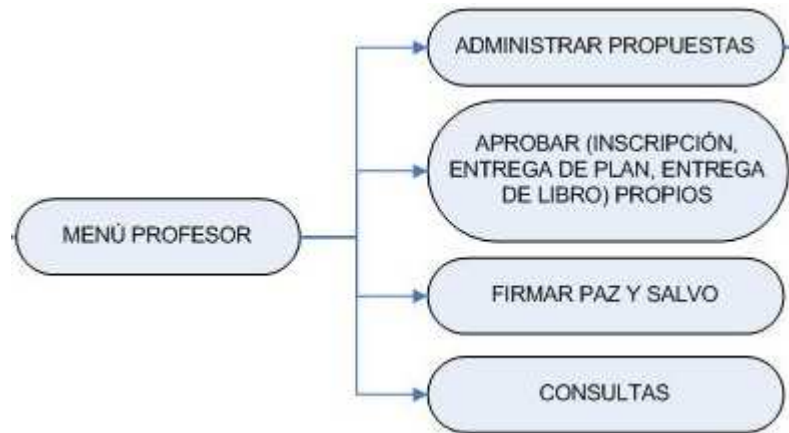 ADMINISTRAR PROPUESTAS
APROBAR (INSCRIPCIÓN,
ENTREGA DE PLAN, ENTREGA
DE LIBRO) PROPIOS
MENÚ PROFESOR
FIRMAR PAZ Y SALVO
CONSULTAS